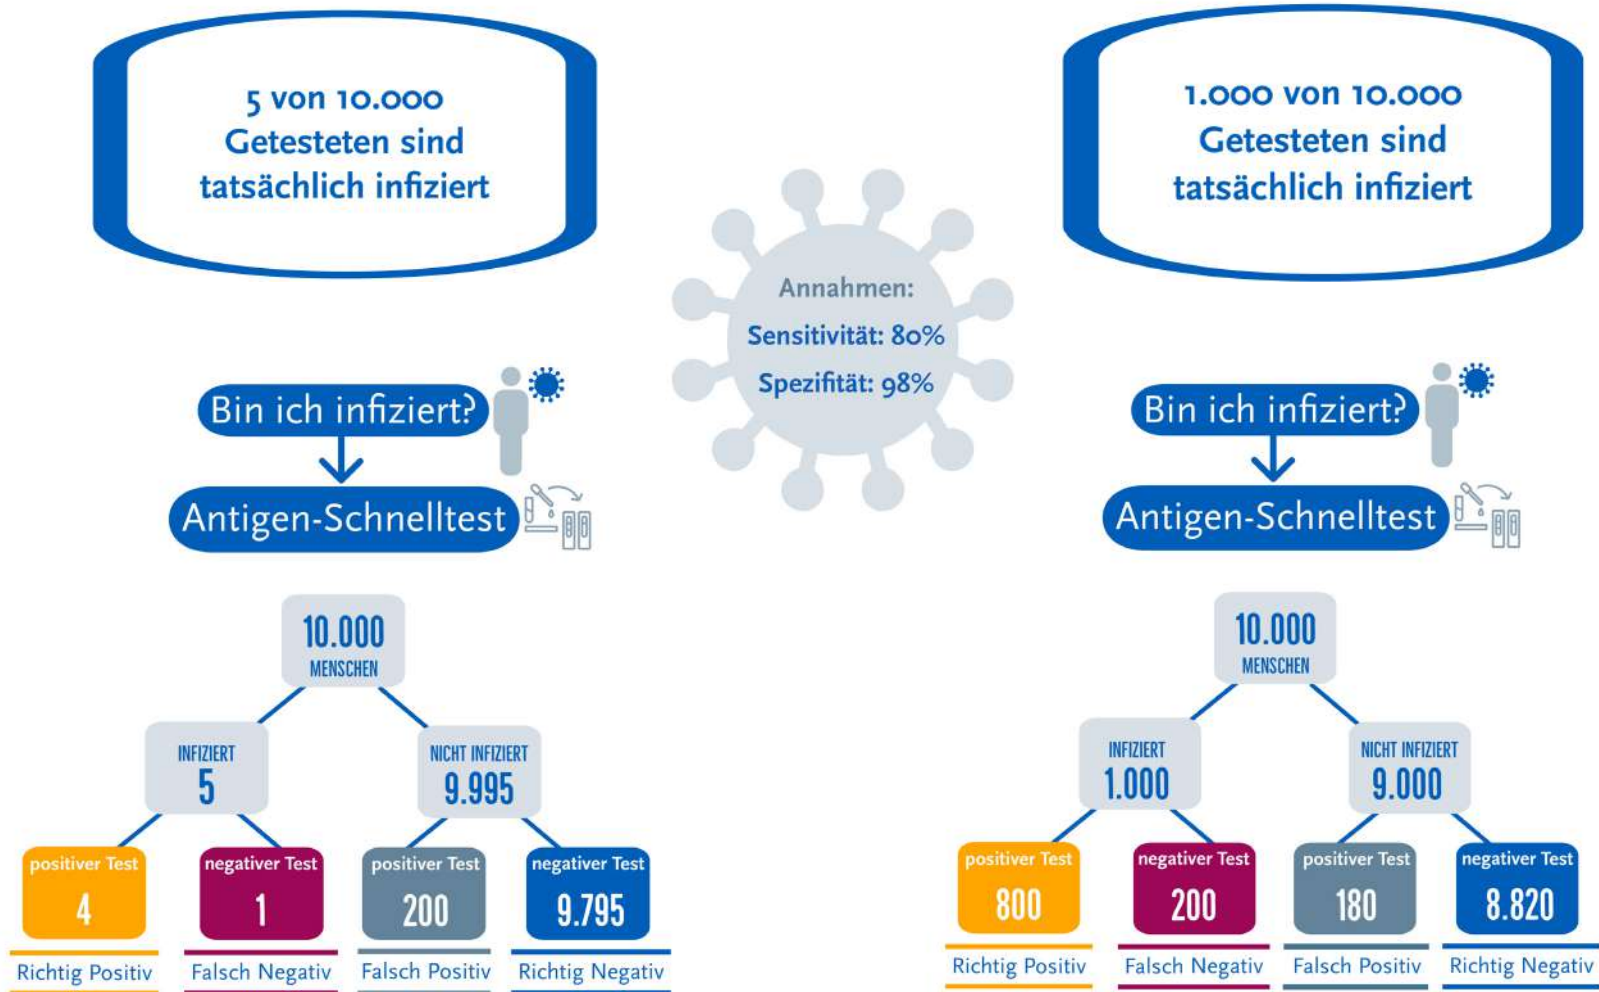 5 von 10.000
Getesteten sind
tatsächlich infiziert
Bin ich infiziert?
Antigen-Schnelltest
10.000
MENSCHEN
INFIZIERT
5
NICHT INFIZIERT
9.995
positiver Test
4
negativer Test
1
positiver Test
200
negativer Test
9.795
Richtig Positiv
Falsch Negativ
Falsch Positiv
Richtig Negativ
Annahmen:
Sensitivität: 80%
Spezifität: 98%
1.000 von 10.000
Getesteten sind
tatsächlich infiziert
Bin ich infiziert?
Antigen-Schnelltest
10.000
MENSCHEN
INFIZIERT
1.000
NICHT INFIZIERT
9.000
positiver Test
800
negativer Test
200
positiver Test
180
negativer Test
8.820
Richtig Positiv
Falsch Negativ
Falsch Positiv
Richtig Negativ